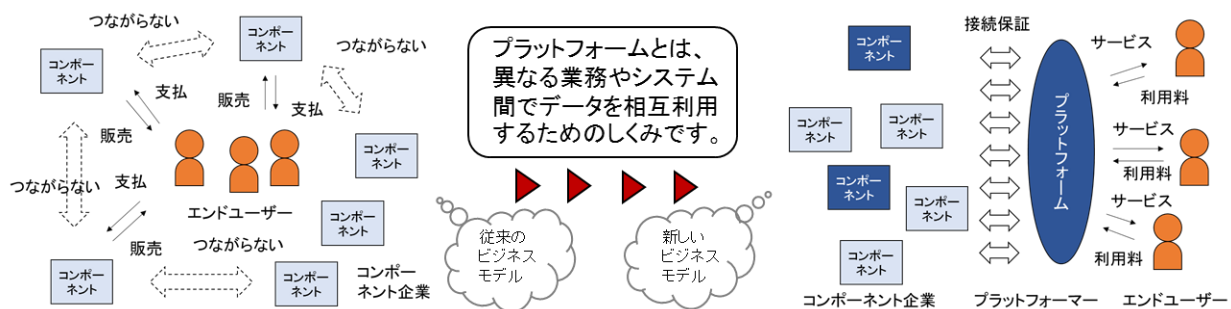 つながらない
コンポー
ネント
つながらない
コンポー
ネント
支払
販売
支払
販売
コンポー
ネント
つながらない
支払
エンドユーザー
販売
つながらない
コンポー
ネント
コンポー
ネント
コンポー
ネント
コンポー
ネント企業
プラットフォームとは、
異なる業務やシステム
間でデータを相互利用
するためのしくみです。
従来の
ビジネス
モデル
新しい
ビジネス
モデル
コンポー
ネント
コンポー
ネント
コンポー
ネント
コンポー
ネント
コンポー
ネント
コンポー
ネント
コンポーネント企業
接続保証
プラットフォーム
プラットフォーマー
サービス
利用料
サービス
利用料
サービス
利用料
エンドユーザー